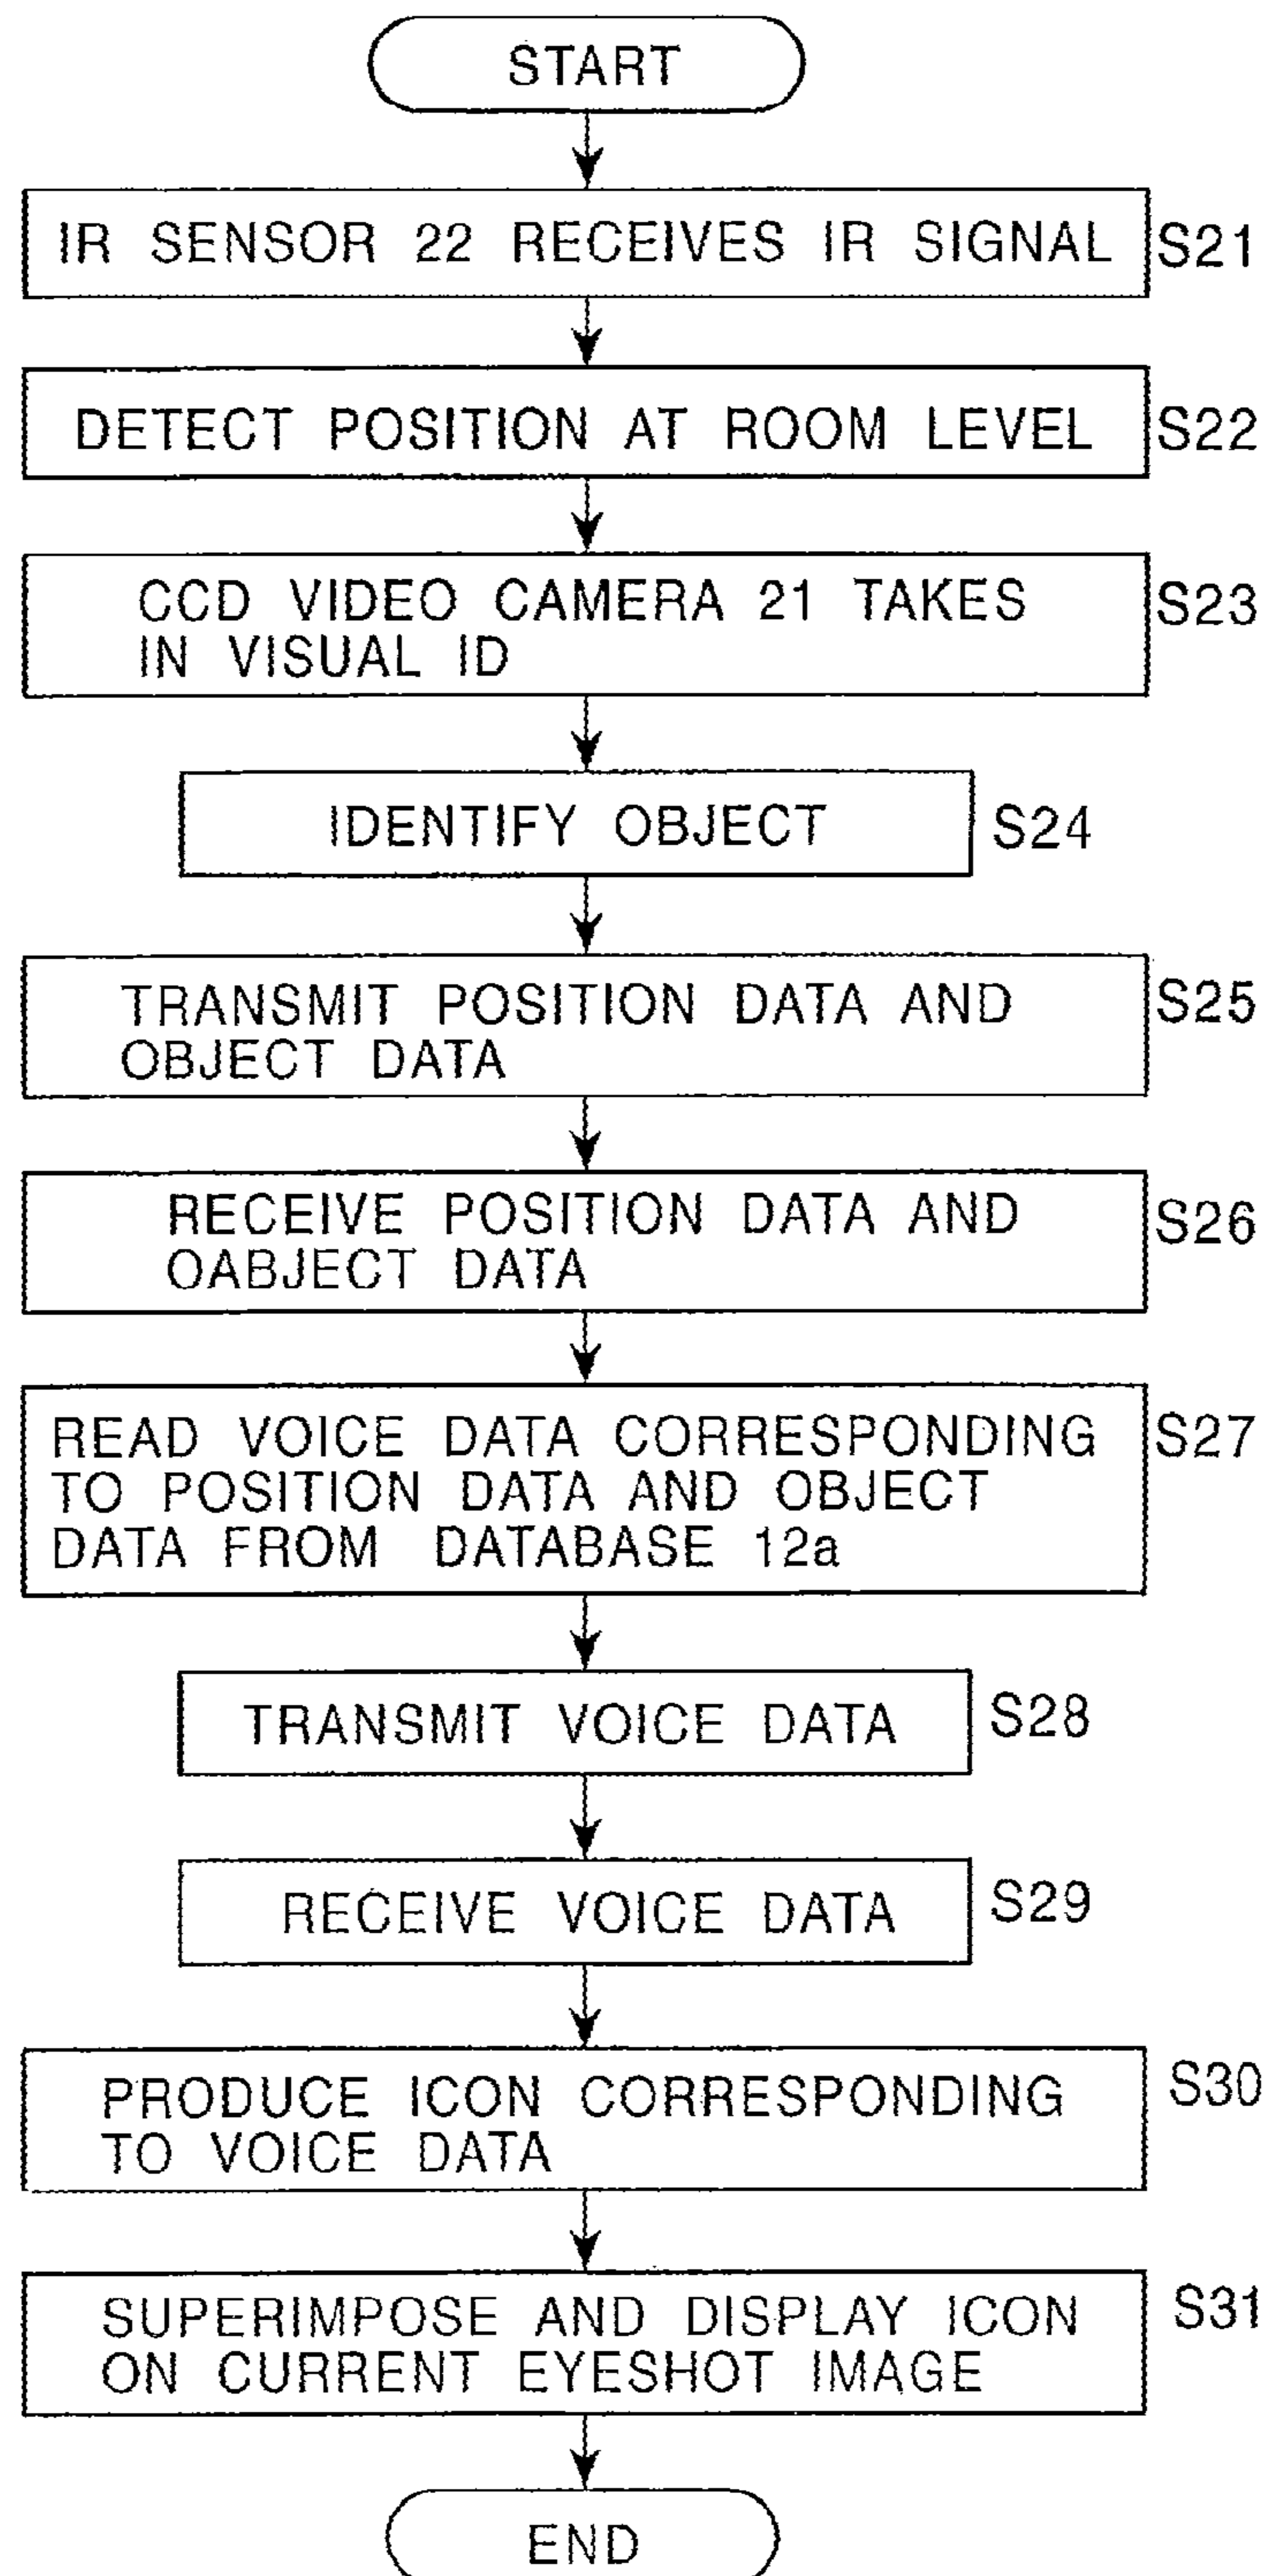 START
IR SENSOR 22 RECEIVES IR SIGNAL
S21
DETECT POSITION AT ROOM LEVEL
S22
CCD VIDEO CAMERA 21 TAKES
IN VISUAL ID
S23
IDENTIFY OBJECT
S24
TRANSMIT POSITION DATA AND
OBJECT DATA
S25
RECEIVE POSITION DATA AND
OABJECT DATA
S26
READ VOICE DATA CORRESPONDING
TO POSITION DATA AND OBJECT
DATA FROM DATABASE 12a
S27
TRANSMIT VOICE DATA
S28
RECEIVE VOICE DATA
S29
PRODUCE ICON CORRESPONDING
TO VOICE DATA
S30
SUPERIMPOSE AND DISPLAY ICON
ON CURRENT EYESHOT IMAGE
S31
END